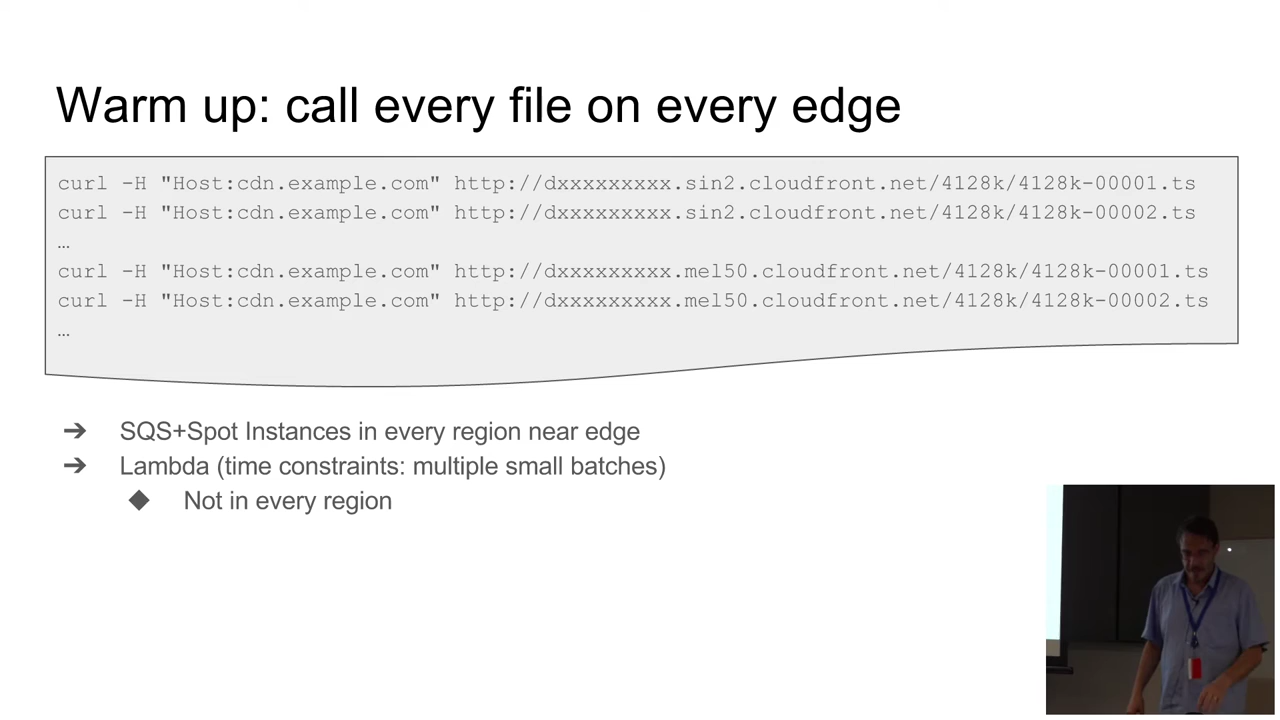 Warm up: call every file on every edge
curl -H "Host:cdn.example.com" http://dxxxxxxxxx.sin2.cloudfront.net/4128k/4128k-00001.ts
curl -H "Host:cdn.example.com" http://dxxxxxxxxx.sin2.cloudfront.net/4128k/4128k-00002.ts
…
curl -H "Host:cdn.example.com" http://dxxxxxxxxx.mel50.cloudfront.net/4128k/4128k-00001.ts
curl -H "Host:cdn.example.com" http://dxxxxxxxxx.mel50.cloudfront.net/4128k/4128k-00002.ts
…
➔ SQS+Spot Instances in every region near edge
➔ Lambda (time constraints: multiple small batches)
◆ Not in every region